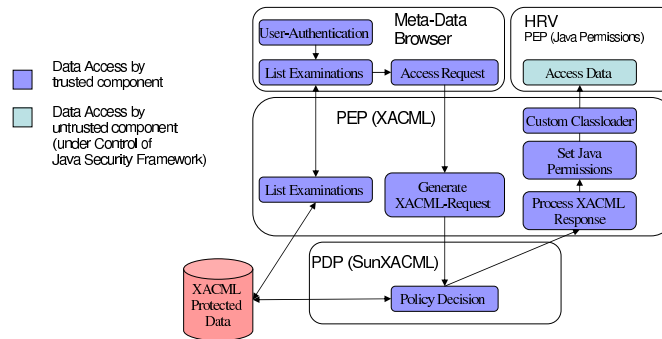 Meta-Data
Browser
User-Authentication
List Examinations
Access Request
HRV
PEP (Java Permissions)
Access Data
Data Access by
trusted component
Data Access by
untrusted component
(under Control of
Java Security Framework)
PEP (XACML)
Custom Classloader
Set Java
Permissions
List Examinations
Generate
XACML-Request
Process XACML
Response
PDP (SunXACML)
Policy Decision
XACML
Protected
Data